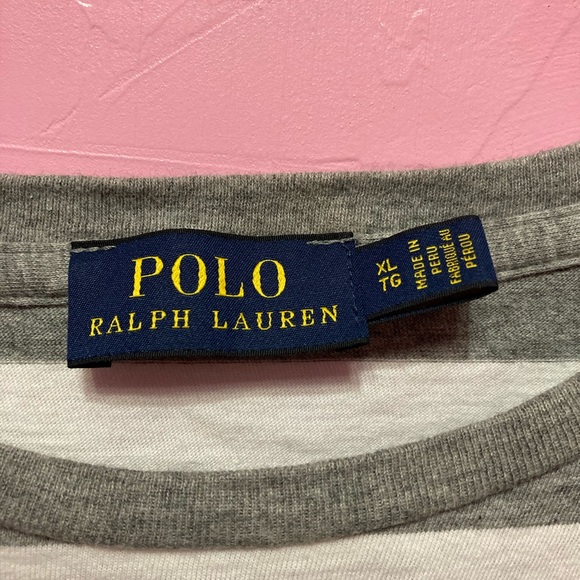 POLO
RALPH LAUREN
XL
TG
MADE IN
PERU
FABRIQUÉ AU
PÉROU